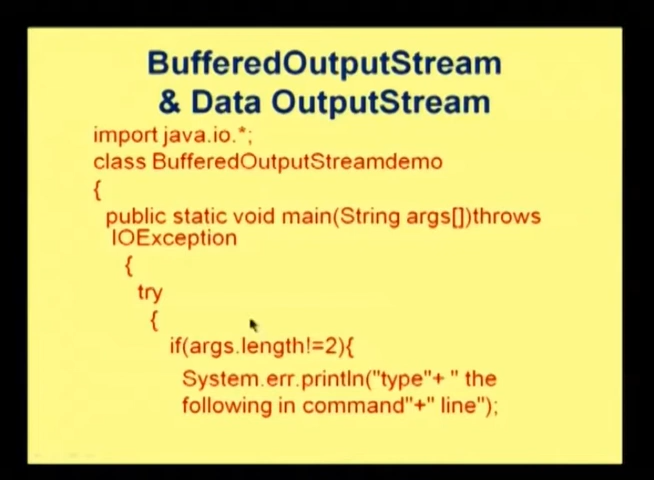 BufferedOutputStream
& Data OutputStream
import java.io.*;
class BufferedOutputStreamdemo
{
public static void main(String args[])throws
IOException
{
try
{
if(args.length!=2){
System.err.println("type"+ " the
following in command"+" line");